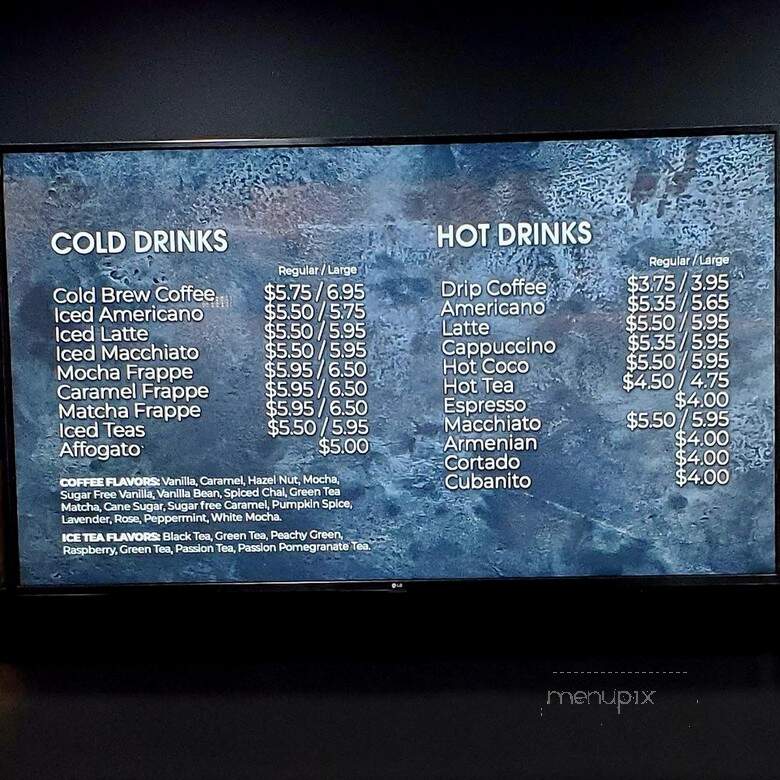 COLD DRINKS
Regular / Large
Cold Brew Coffee $5.75 / 6.95
Iced Americano $5.50 / 5.75
Iced Latte $5.50 / 5.95
Iced Macchiato $5.50 / 5.95
Mocha Frappe $5.95 / 6.50
Caramel Frappe $5.95 / 6.50
Matcha Frappe $5.95 / 6.50
Iced Teas $5.50 / 5.95
Affogato $5.00
COFFEE FLAVORS: Vanilla, Caramel, Hazel Nut, Mocha,
Sugar Free Vanilla, Vanilla Bean, Spiced Chai, Green Tea
Matcha, Cane Sugar, Sugar free Caramel, Pumpkin Spice,
Lavender, Rose, Peppermint, White Mocha.
ICE TEA FLAVORS: Black Tea, Green Tea, Peachy Green,
Raspberry, Green Tea, Passion Tea, Passion Pomegranate Tea.
HOT DRINKS
Regular / Large
Drip Coffee $3.75 / 3.95
Americano $5.35 / 5.65
Latte $5.50 / 5.95
Cappuccino $5.35 / 5.95
Hot Coco $5.50 / 5.95
Hot Tea $4.50 / 4.75
Espresso $4.00
Macchiato $5.50 / 5.95
Armenian $4.00
Cortado $4.00
Cubanito $4.00
LG
menupix